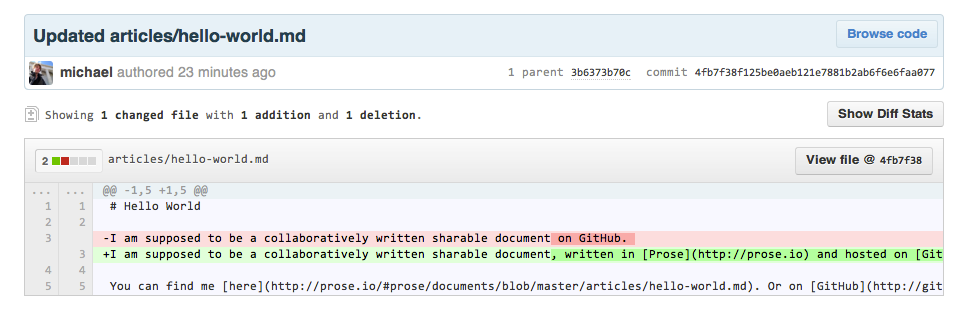 Updated articles/hello-world.md
Browse code
michael authored 23 minutes ago
1 parent 3b6373b70c commit 4fb7f38f125be0aeb121e7881b2ab6f6e6faa077
Showing 1 changed file with 1 addition and 1 deletion.
Show Diff Stats
2 articles/hello-world.md
View file @ 4fb7f38
... ... @@ -1,5 +1,5 @@
1 1 # Hello World
2 2
3 -I am supposed to be a collaboratively written sharable document on GitHub.
3 +I am supposed to be a collaboratively written sharable document, written in [Prose](http://prose.io) and hosted on [Git
4 4
5 5 You can find me [here](http://prose.io/#prose/documents/blob/master/articles/hello-world.md). Or on [GitHub](http://git